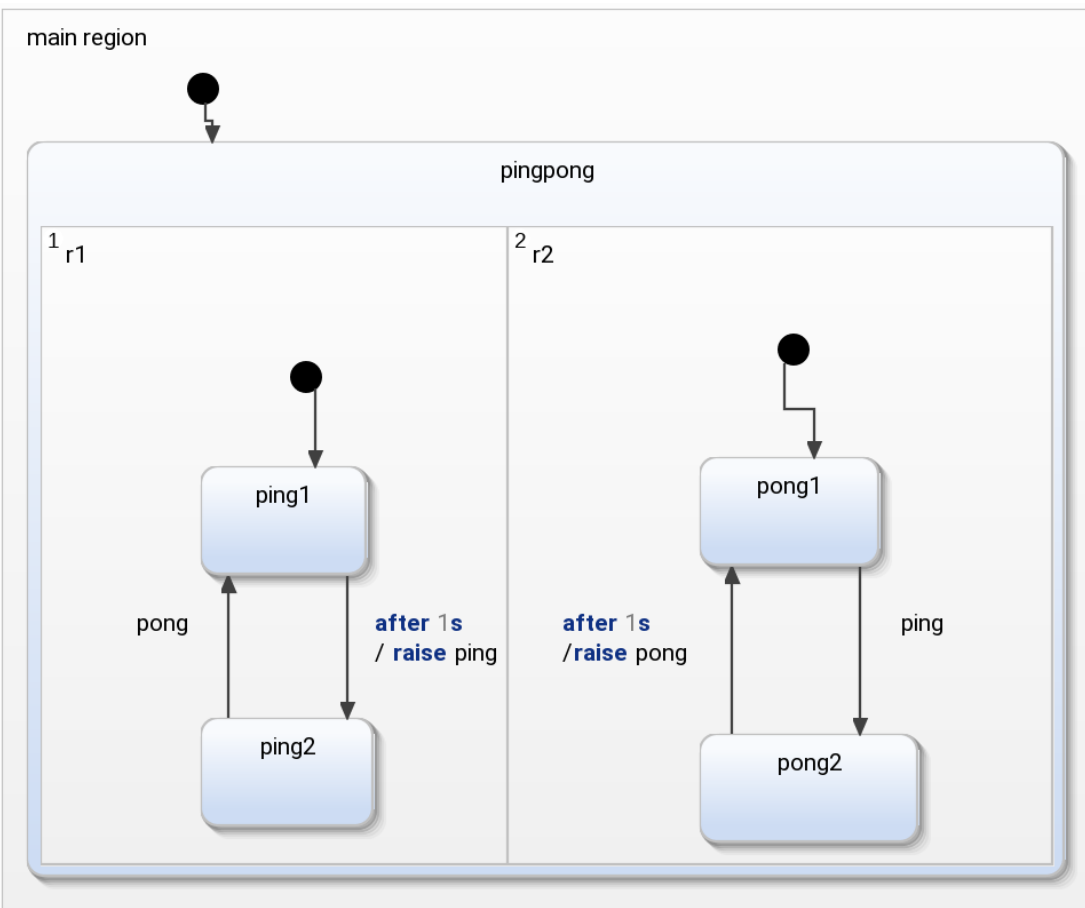 main region
pingpong
1
r1
2
r2
ping1
pong1
pong
after 1s
/ raise ping
after 1s
/raise pong
ping
ping2
pong2